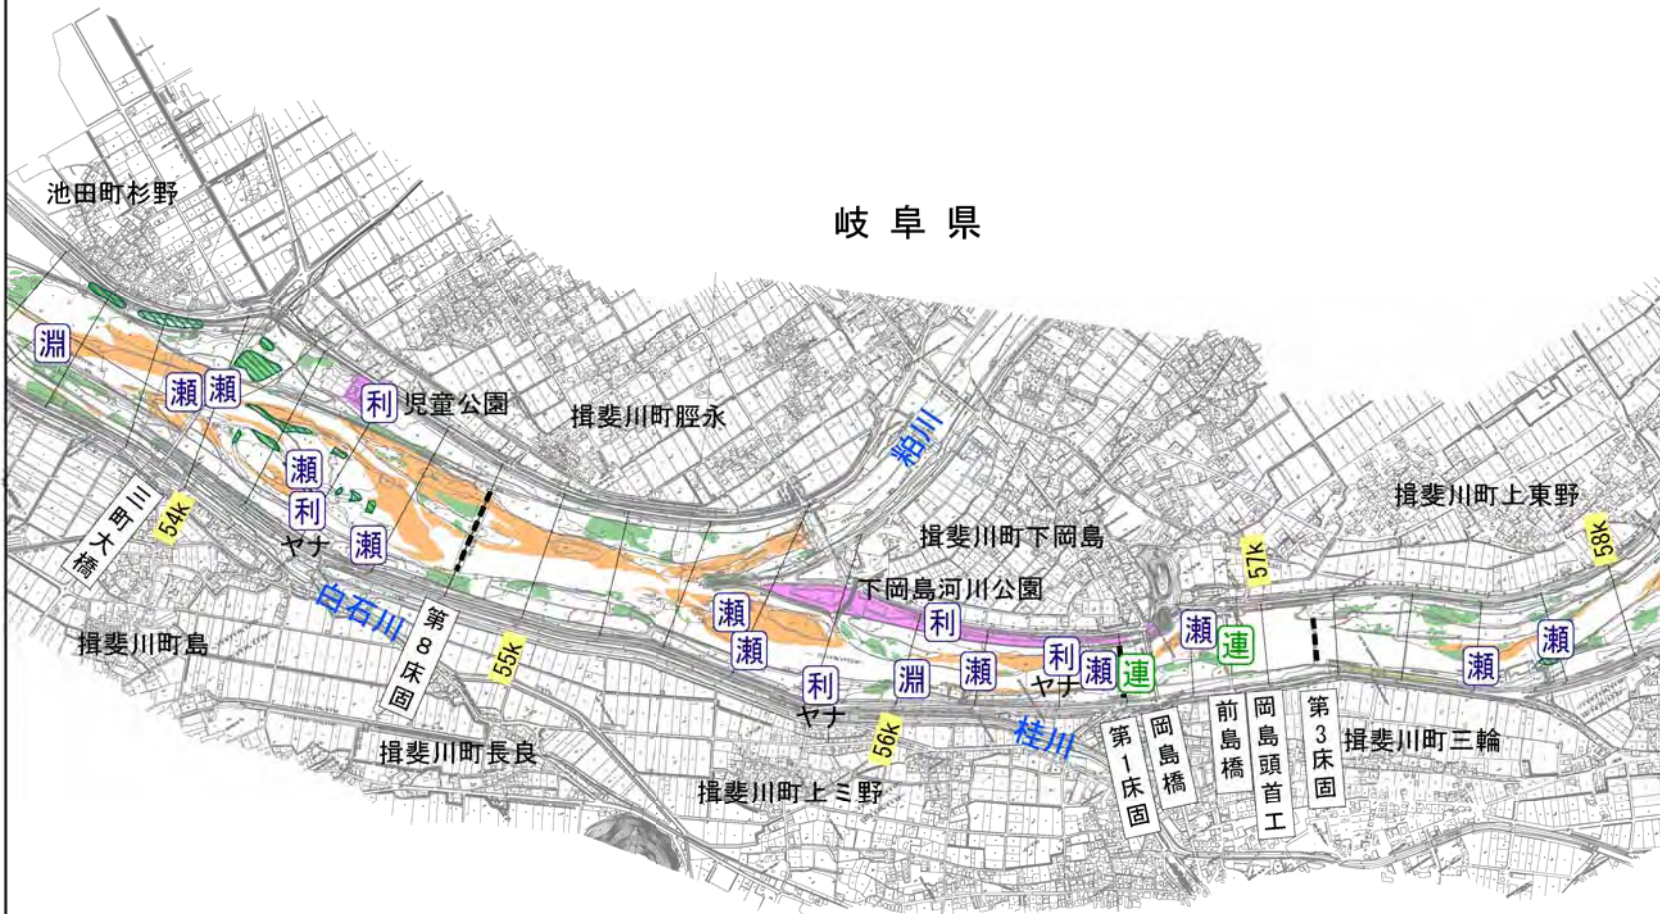 岐阜県
池田町杉野
淵
瀬
瀬
利
児童公園
揖斐川町脛永
粕川
瀬
利
ヤナ
瀬
三町大橋
54k
白石川
揖斐川町島
第8床固
55k
揖斐川町長良
揖斐川町下岡島
下岡島河川公園
揖斐川町上東野
57k
58k
瀬
瀬
利
ヤナ
利
淵
瀬
利
ヤナ
瀬
連
瀬
連
瀬
瀬
56k
桂川
揖斐川町上ミ野
第1床固
岡島橋
前島橋
岡島頭首工
第3床固
揖斐川町三輪